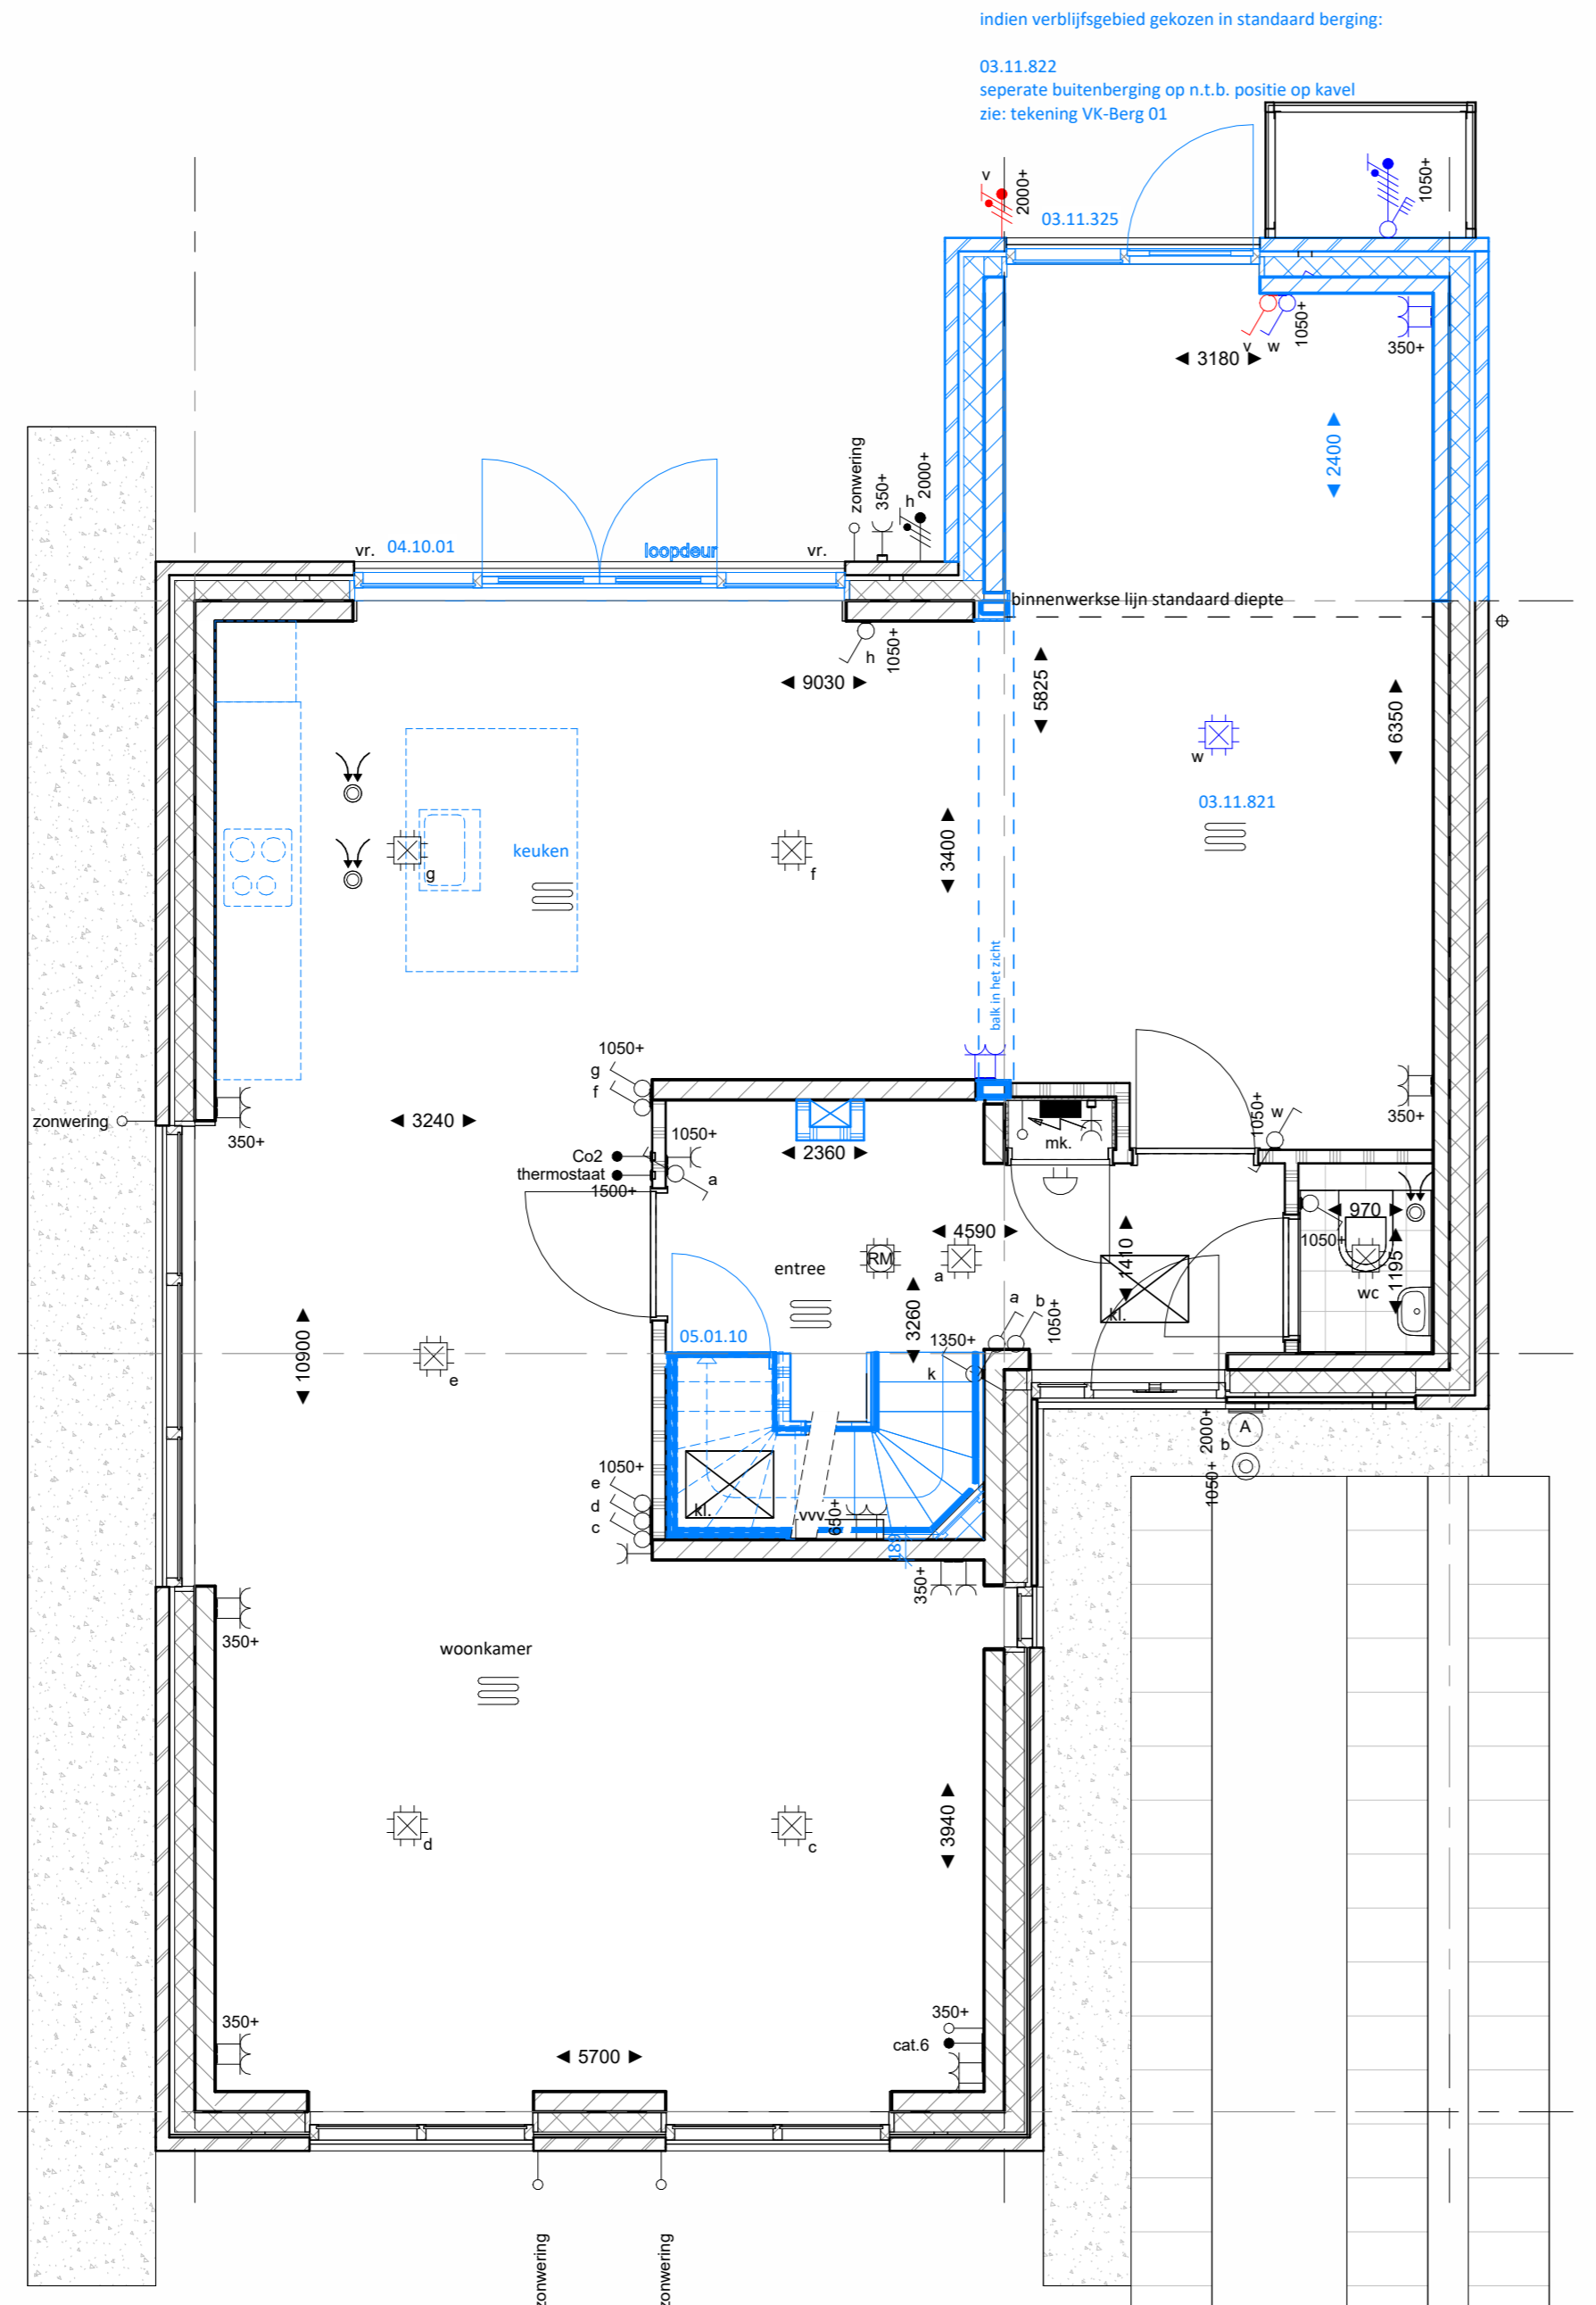 indien verblijfsgebied gekozen in standaard berging:
03.11.822
seperate buitenberging op n.t.b. positie op kavel
zie: tekening VK-Berg 01
v
2000+
1050+
03.11.325
v
w
1050+
350+
3180
2400
zonwering
350+
h
2000+
vr.
04.10.01
loopdeur
vr.
binnenwerkse lijn standaard diepte
h
1050+
9030
5825
6350
w
03.11.821
3400
g
keuken
f
balk in het zicht
1050+
g
f
zonwering
350+
3240
1050+
Co2
thermostaat
1500+
a
2360
mk.
1050+
w
350+
970
1050+
1195
wc
4590
1410
RM
a
entree
3260
kl.
a
b
1050+
05.01.10
1350+
k
10900
e
A
2000+
b
1050+
1050+
e
d
c
kl.
vvv
650+
350+
350+
woonkamer
d
c
3940
350+
350+
cat.6
5700
zonwering
zonwering